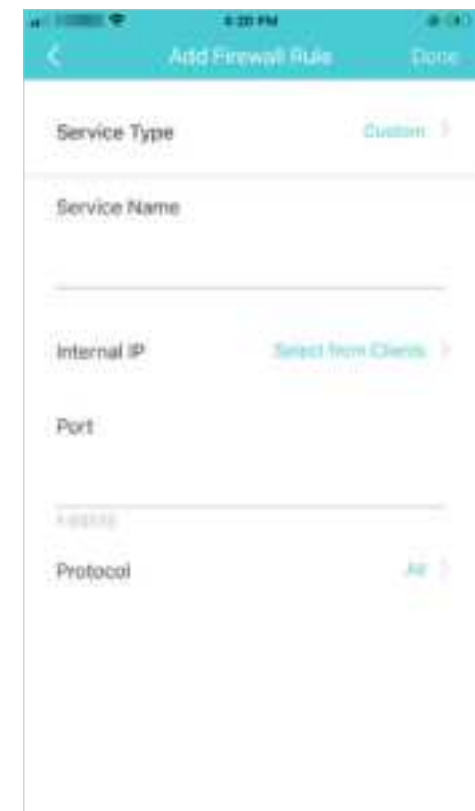 4:20 PM
Add Firewall Rule
Done
Service Type
Custom
Service Name
Internal IP
Select from Clients
Port
Protocol
All